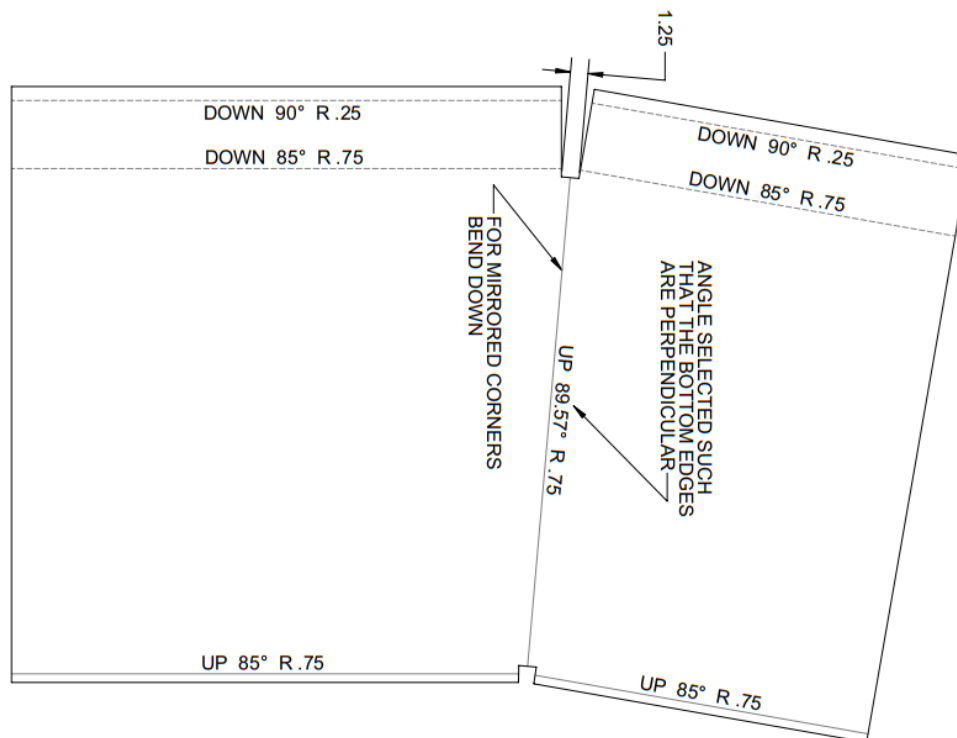 1.25
DOWN 90° R .25
DOWN 85° R .75
DOWN 90° R .25
DOWN 85° R .75
FOR MIRRORED CORNERS
BEND DOWN
ANGLE SELECTED SUCH
THAT THE BOTTOM EDGES
ARE PERPENDICULAR
UP 89.57° R .75
UP 85° R .75
UP 85° R .75